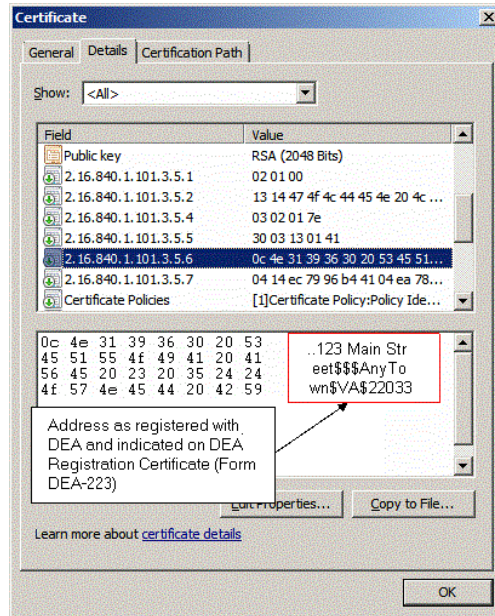 Certificate
General Details Certification Path
Show: <All>
Field Value
Public key RSA (2048 Bits)
2.16.840.1.101.3.5.1 02 01 00
2.16.840.1.101.3.5.2 13 14 47 4f 4c 44 45 4e 20 4c ...
2.16.840.1.101.3.5.4 03 02 01 7e
2.16.840.1.101.3.5.5 30 03 13 01 41
2.16.840.1.101.3.5.6 0c 4e 31 39 36 30 20 53 45 51...
2.16.840.1.101.3.5.7 04 14 ec 79 96 b4 41 04 ea 78...
Certificate Policies [1]Certificate Policy:Policy Ide...
0c 4e 31 39 36 30 20 53
45 51 55 4f 49 41 20 41
56 45 20 23 20 35 24 24
4f 57 4e 45 44 20 42 59
..123 Main Str
eet$$$AnyTo
wn$VA$22033
Address as registered with
DEA and indicated on DEA
Registration Certificate (Form
DEA-223)
Edit Properties... Copy to File...
Learn more about certificate details
OK